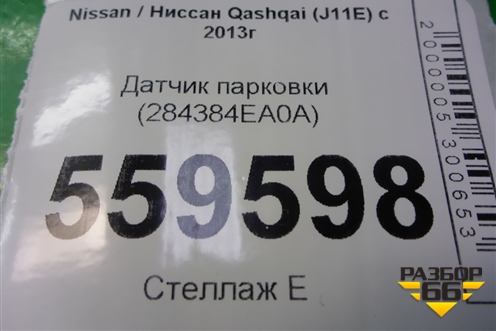 Nissan / Ниссан Qashqai (J11E) с
2013г
Датчик парковки
(284384EA0A)
559598
Стеллаж Е
2000005300653
РАЗБОР
66